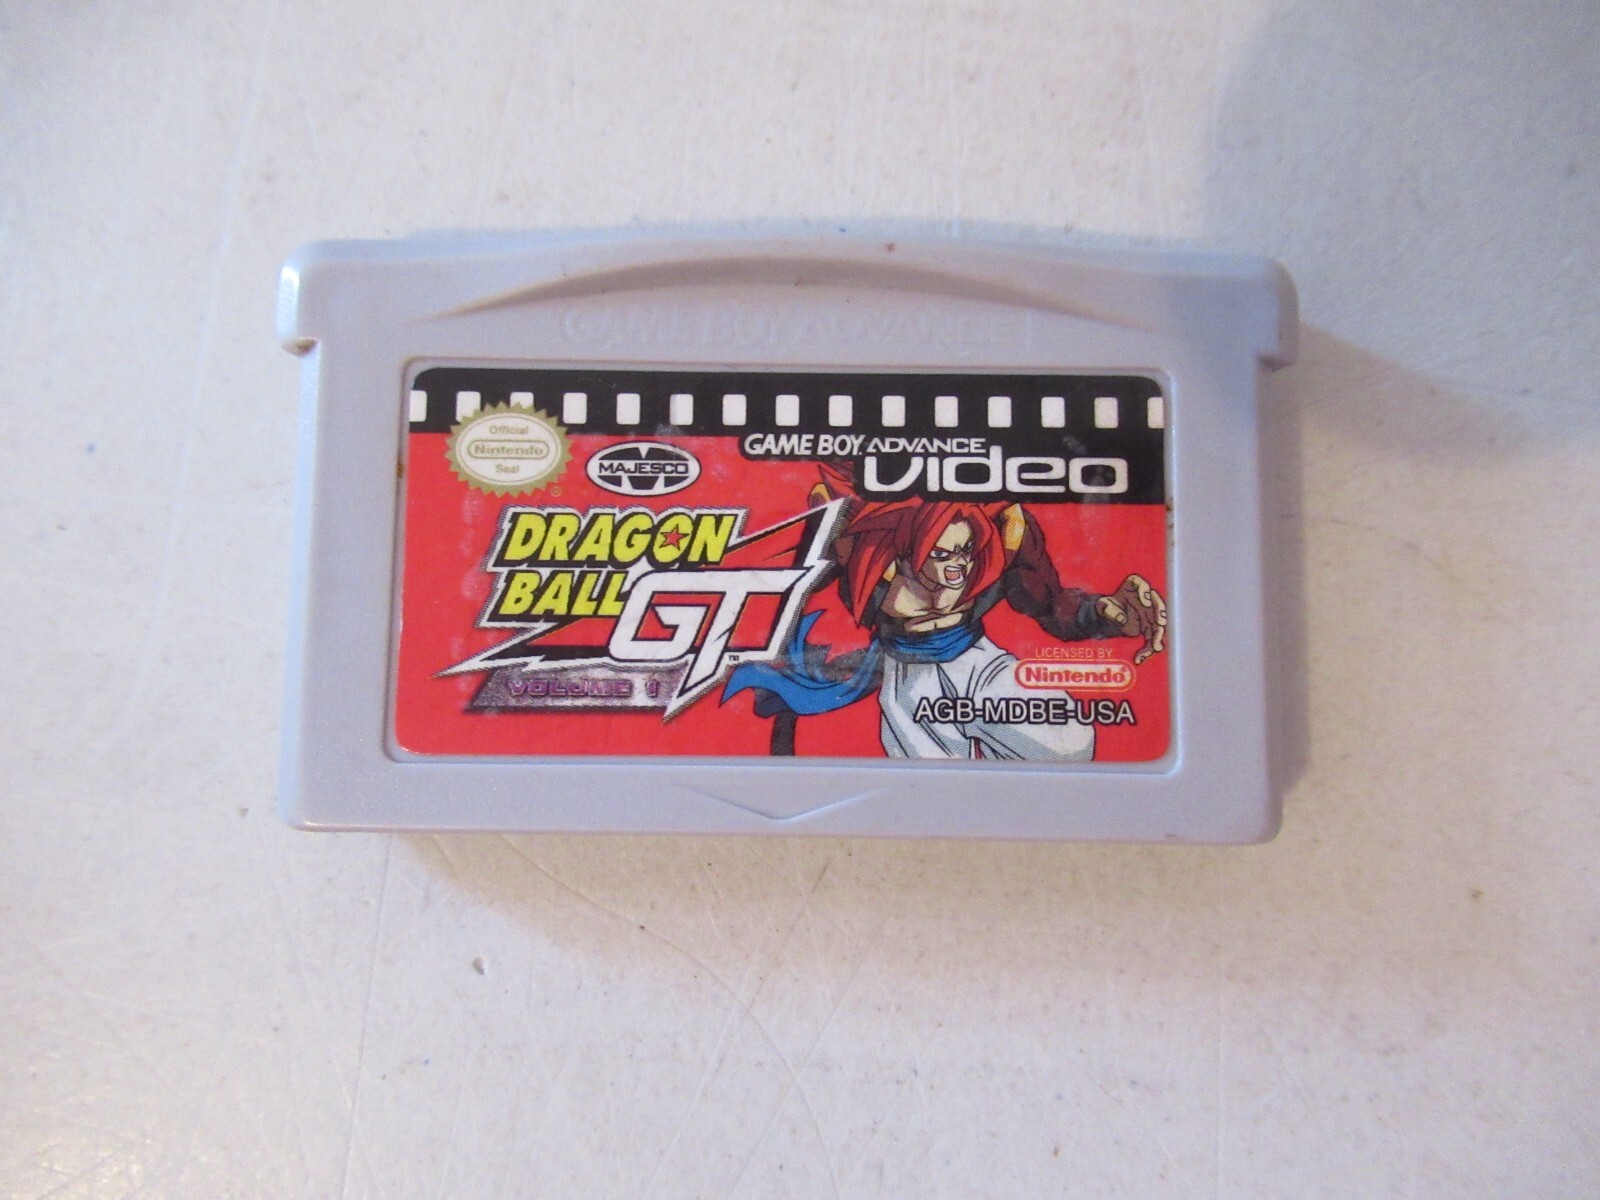 GAME BOY ADVANCE
Official
Nintendo
Seal
®
MAJESCO
GAME BOY ADVANCE
video
DRAGON
BALL GT
™
VOLUME 1
LICENSED BY
Nintendo®
AGB-MDBE-USA